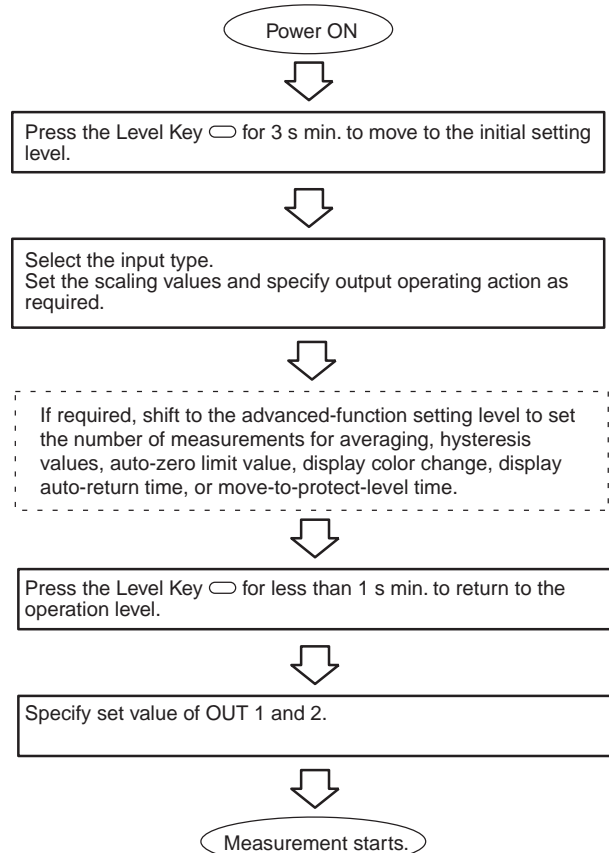 Power ON
Press the Level Key for 3 s min. to move to the initial setting
level.
Select the input type.
Set the scaling values and specify output operating action as
required.
If required, shift to the advanced-function setting level to set
the number of measurements for averaging, hysteresis
values, auto-zero limit value, display color change, display
auto-return time, or move-to-protect-level time.
Press the Level Key for less than 1 s min. to return to the
operation level.
Specify set value of OUT 1 and 2.
Measurement starts.